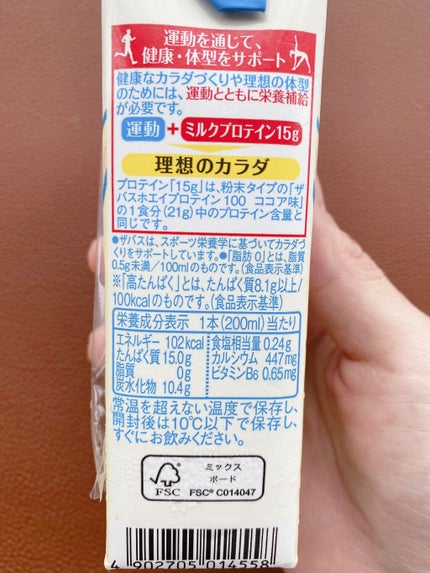 運動を通じて、
健康・体型をサポート
健康なカラダづくりや理想の体型
のためには、運動とともに栄養補給
が必要です。
運動＋ミルクプロテイン15g
理想のカラダ
プロテイン「15g」は、粉末タイプの「ザ
バスホエイプロテイン100 ココア味」
の1食分(21g)中のプロテイン含量と
同じです。
●ザバスは、スポーツ栄養学に基づいてカラダづ
くりをサポートしています。●「脂肪0」とは、脂質
0.5g未満／100mlのものです。(食品表示基準)
※「高たんぱく」とは、たんぱく質8.1g以上/
100kcalのものです。(食品表示基準)
栄養成分表示 1本(200ml)当たり
エネルギー 102kcal 食塩相当量 0.24g
たんぱく質 15.0g カルシウム 447mg
脂質 0g ビタミンB6 0.65mg
炭水化物 10.4g
常温を超えない温度で保存し、
開封後は10℃以下で保存し、
すぐにお飲みください。
ミックス
ボード
FSC FSC® C014047
4 902705 014558